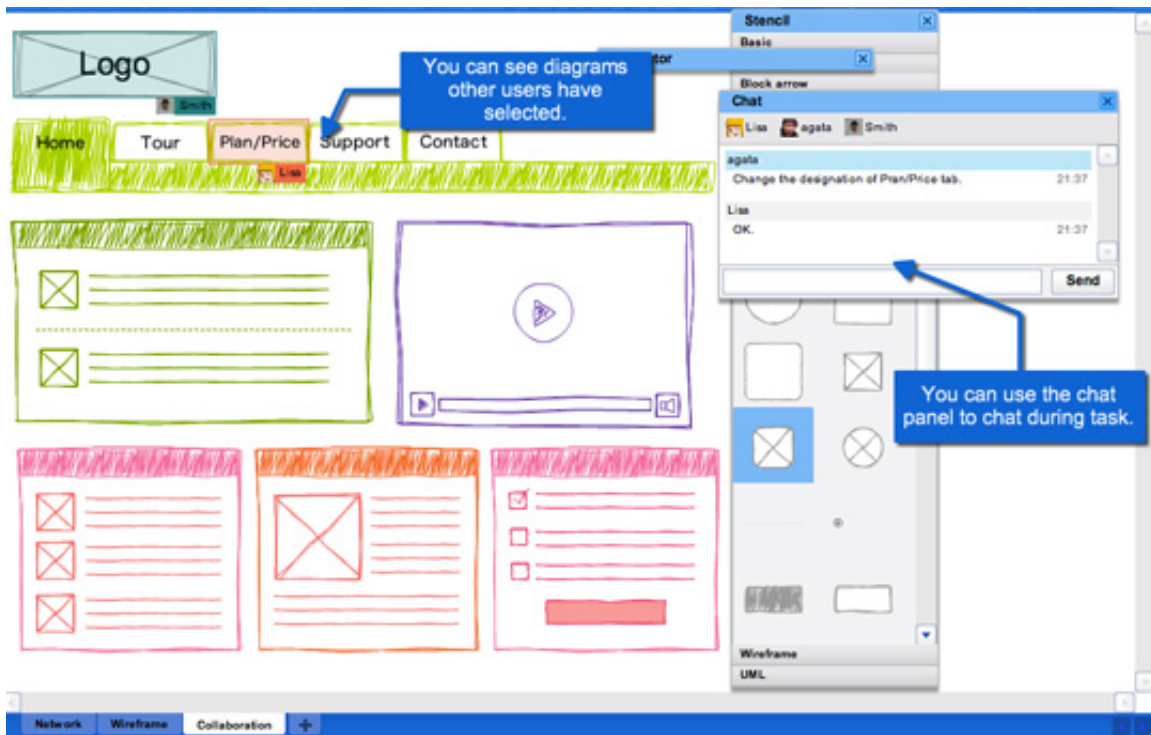 Logo
Smith
Home Tour Plan/Price Support Contact
Lisa
You can see diagrams
other users have
selected.
Stencil
Basic
tor
Block arrow
Chat
Lisa agata Smith
agata
Change the designation of Pran/Price tab. 21:37
Lisa
OK. 21:37
Send
You can use the chat
panel to chat during task.
Wireframe
UML
Network Wireframe Collaboration